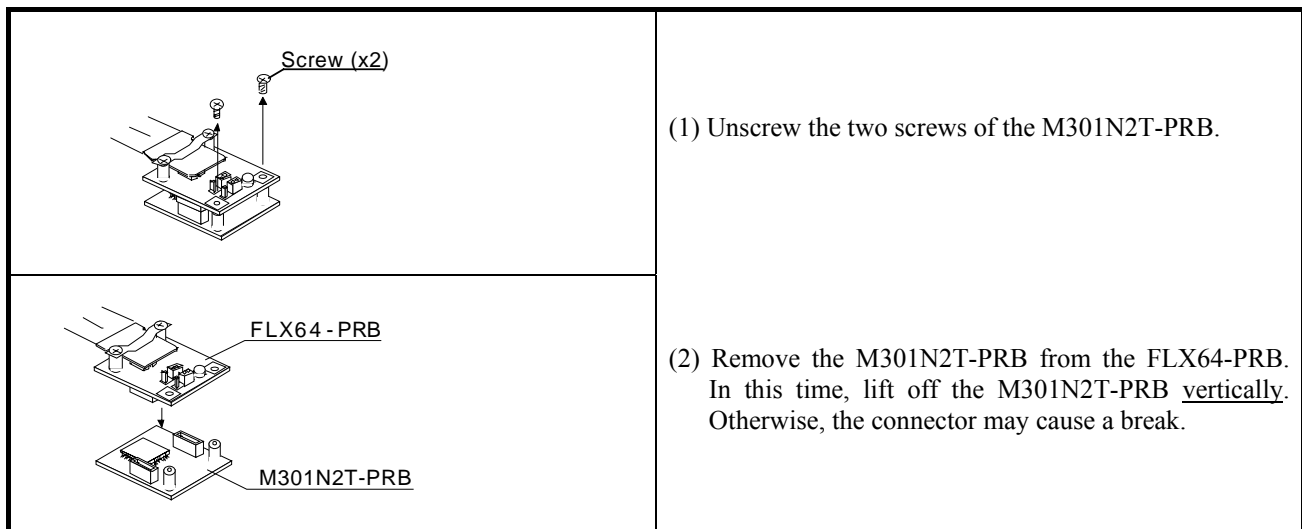 Screw (x2)
(1) Unscrew the two screws of the M301N2T-PRB.
FLX64-PRB
M301N2T-PRB
(2) Remove the M301N2T-PRB from the FLX64-PRB.
In this time, lift off the M301N2T-PRB vertically.
Otherwise, the connector may cause a break.